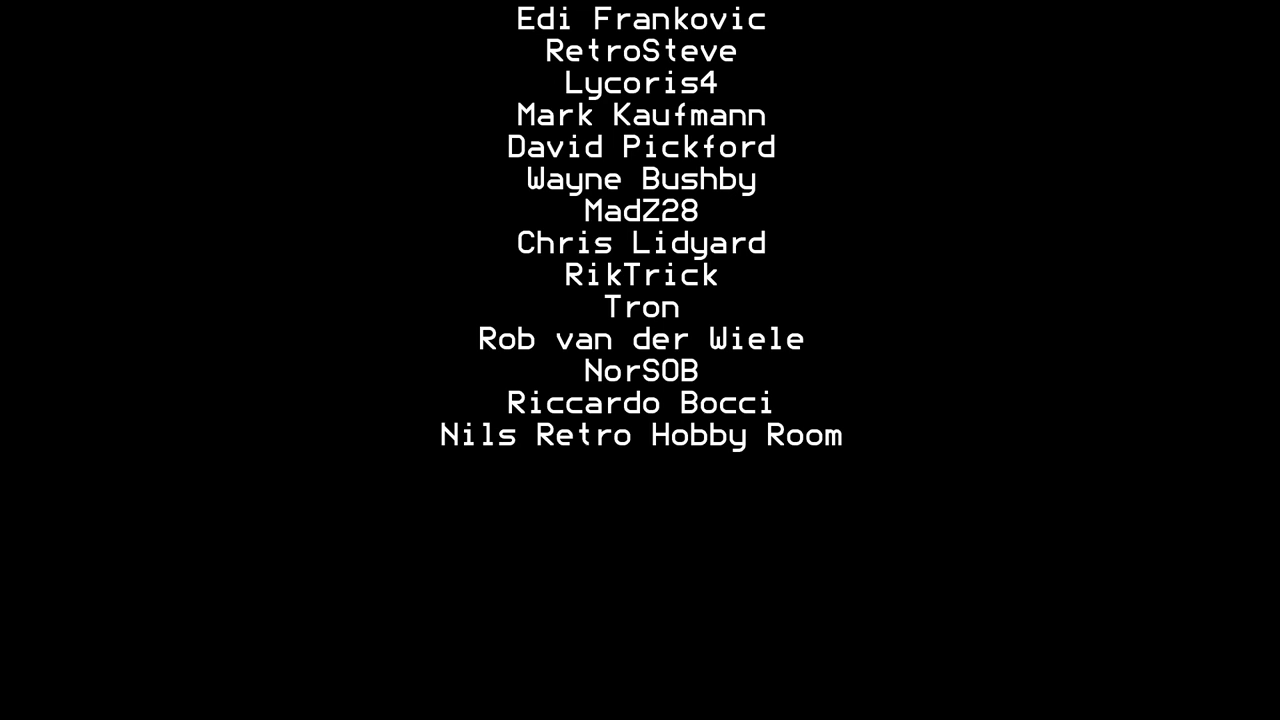 Edi Frankovic
RetroSteve
Lycoris4
Mark Kaufmann
David Pickford
Wayne Bushby
MadZ28
Chris Lidyard
RikTrick
Tron
Rob van der Wiele
NorSOB
Riccardo Bocci
Nils Retro Hobby Room